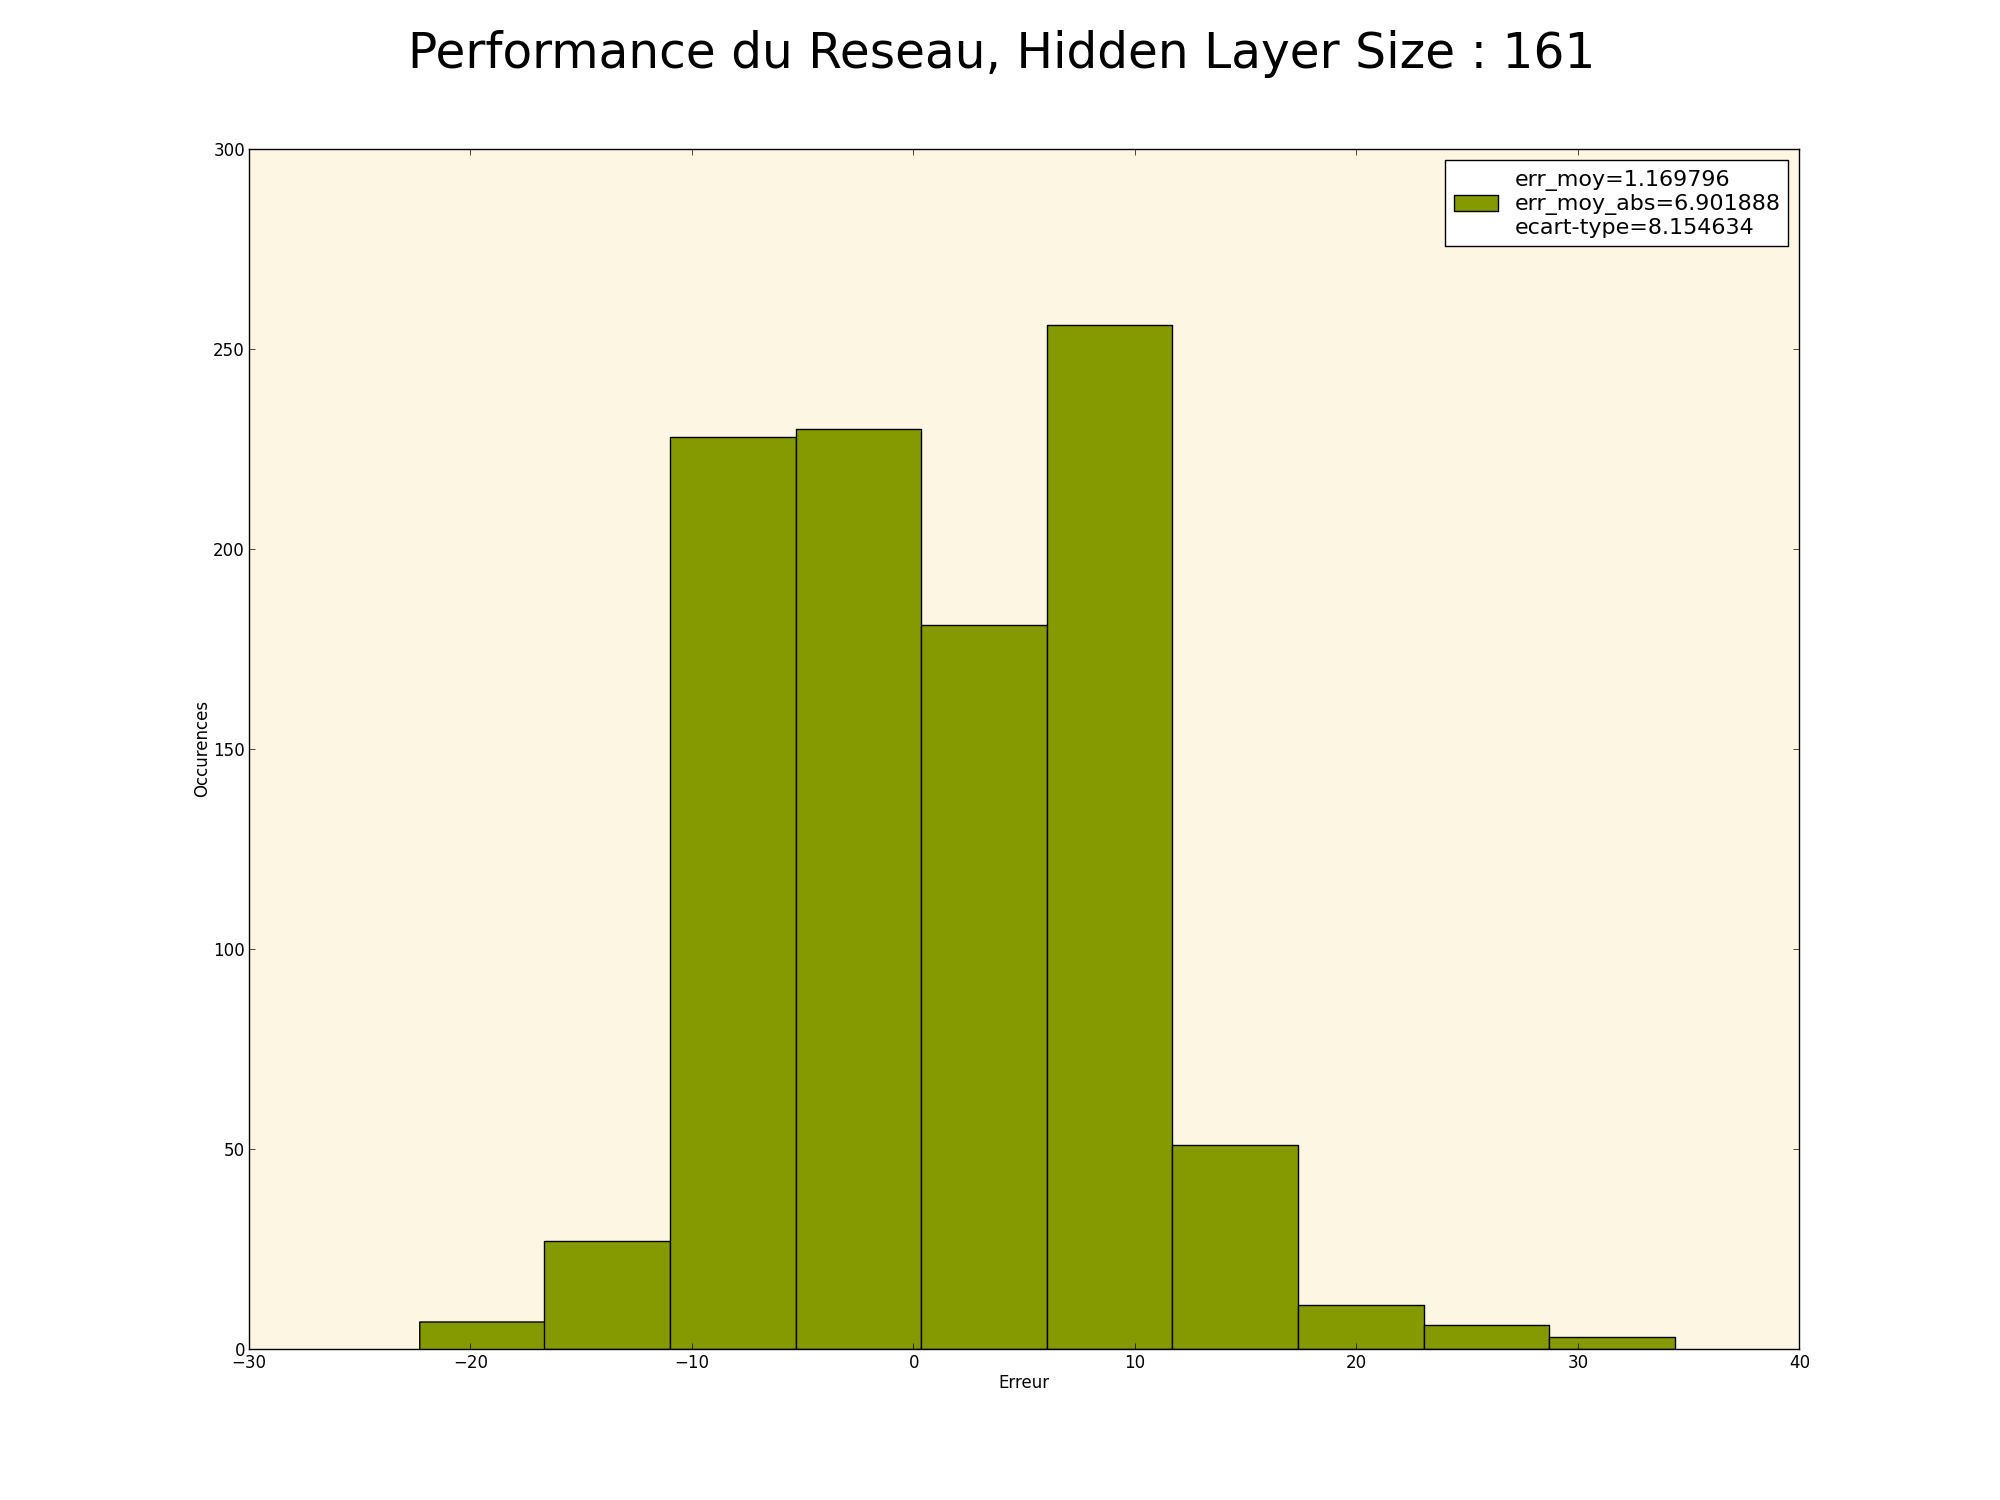 Performance du Reseau, Hidden Layer Size : 161
300
250
200
150
100
50
0
Occurences
err_moy=1.169796
err_moy_abs=6.901888
ecart-type=8.154634
−30 −20 −10 0 10 20 30 40
Erreur